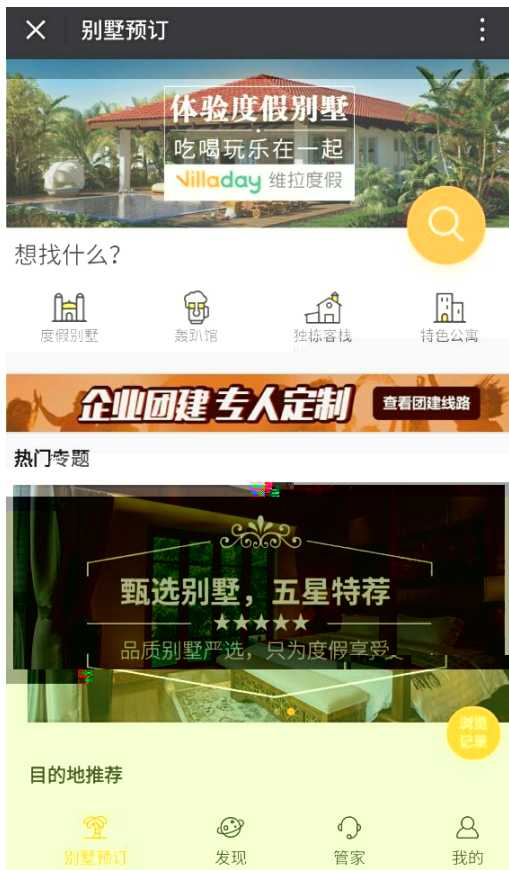 别墅预订
体验度假别墅
吃喝玩乐在一起
Villaday 维拉度假
想找什么?
度假别墅
轰趴馆
独栋客栈
特色公寓
企业团建 专人定制
查看团建线路
热门专题
甄选别墅，五星特荐
品质别墅严选，只为度假享受
浏览
记录
目的地推荐
别墅预订
发现
管家
我的